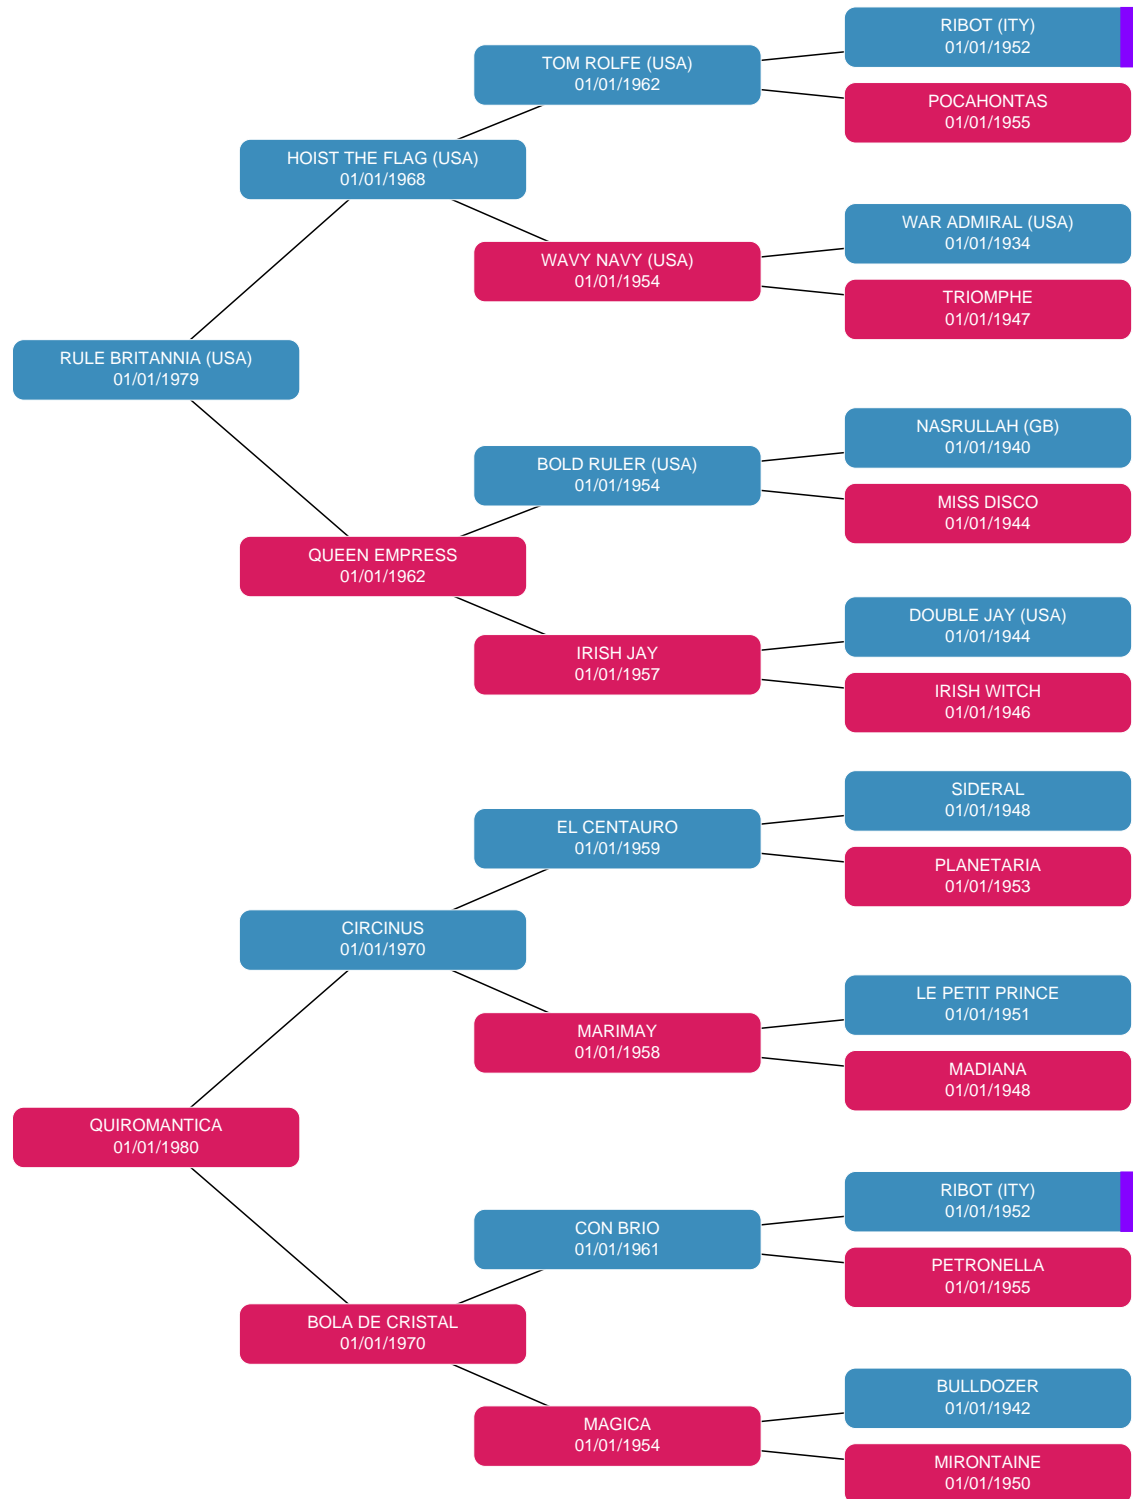 RIBOT (ITY)
01/01/1952
TOM ROLFE (USA)
01/01/1962
POCAHONTAS
01/01/1955
HOIST THE FLAG (USA)
01/01/1968
WAR ADMIRAL (USA)
01/01/1934
WAVY NAVY (USA)
01/01/1954
TRIOMPHE
01/01/1947
RULE BRITANNIA (USA)
01/01/1979
NASRULLAH (GB)
01/01/1940
BOLD RULER (USA)
01/01/1954
MISS DISCO
01/01/1944
QUEEN EMPRESS
01/01/1962
DOUBLE JAY (USA)
01/01/1944
IRISH JAY
01/01/1957
IRISH WITCH
01/01/1946
SIDERAL
01/01/1948
EL CENTAURO
01/01/1959
PLANETARIA
01/01/1953
CIRCINUS
01/01/1970
LE PETIT PRINCE
01/01/1951
MARIMAY
01/01/1958
MADIANA
01/01/1948
QUIROMANTICA
01/01/1980
RIBOT (ITY)
01/01/1952
CON BRIO
01/01/1961
PETRONELLA
01/01/1955
BOLA DE CRISTAL
01/01/1970
BULLDOZER
01/01/1942
MAGICA
01/01/1954
MIRONTAINE
01/01/1950